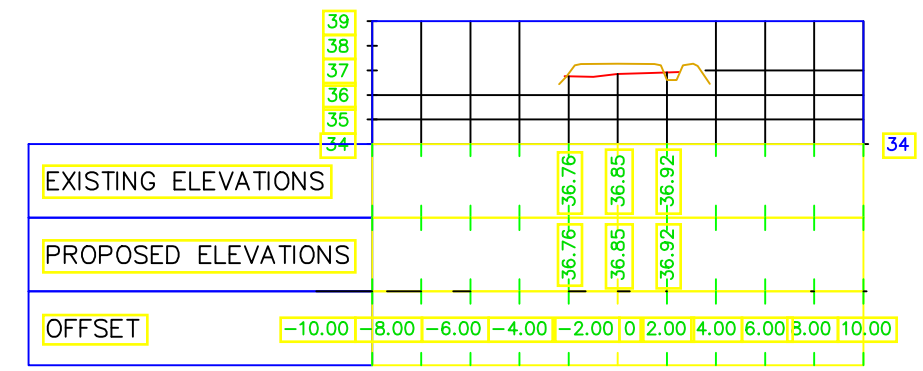 39
38
37
36
35
34 34
EXISTING ELEVATIONS 36.76 36.85 36.92
PROPOSED ELEVATIONS 36.76 36.85 36.92
OFFSET -10.00 -8.00 -6.00 -4.00 -2.00 0 2.00 4.00 6.00 8.00 10.00